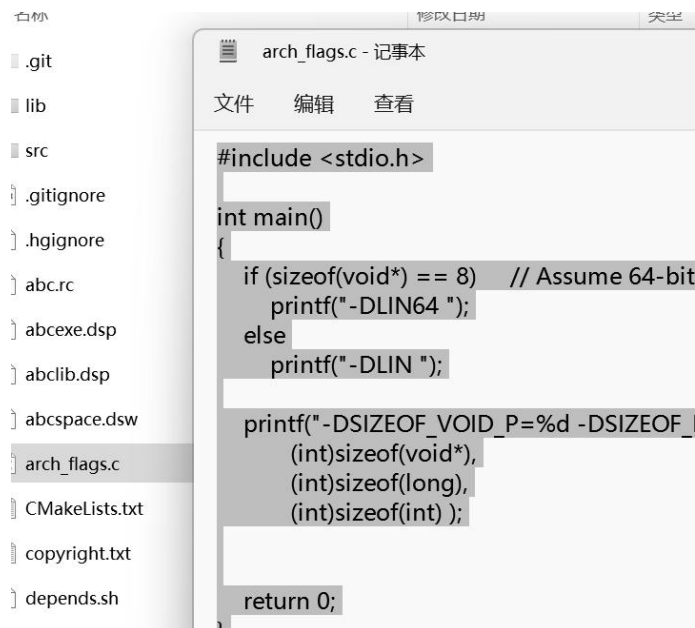 名称
修改日期
类型
.git
lib
src
.gitignore
.hgignore
abc.rc
abcexe.dsp
abclib.dsp
abcspace.dsw
arch_flags.c
CMakeLists.txt
copyright.txt
depends.sh
arch_flags.c - 记事本
文件 编辑 查看
#include <stdio.h>
int main()
{
if (sizeof(void*) == 8) // Assume 64-bit
printf("-DLIN64 ");
else
printf("-DLIN ");
printf("-DSIZEOF_VOID_P=%d -DSIZEOF_
(int)sizeof(void*),
(int)sizeof(long),
(int)sizeof(int) );
return 0;
}